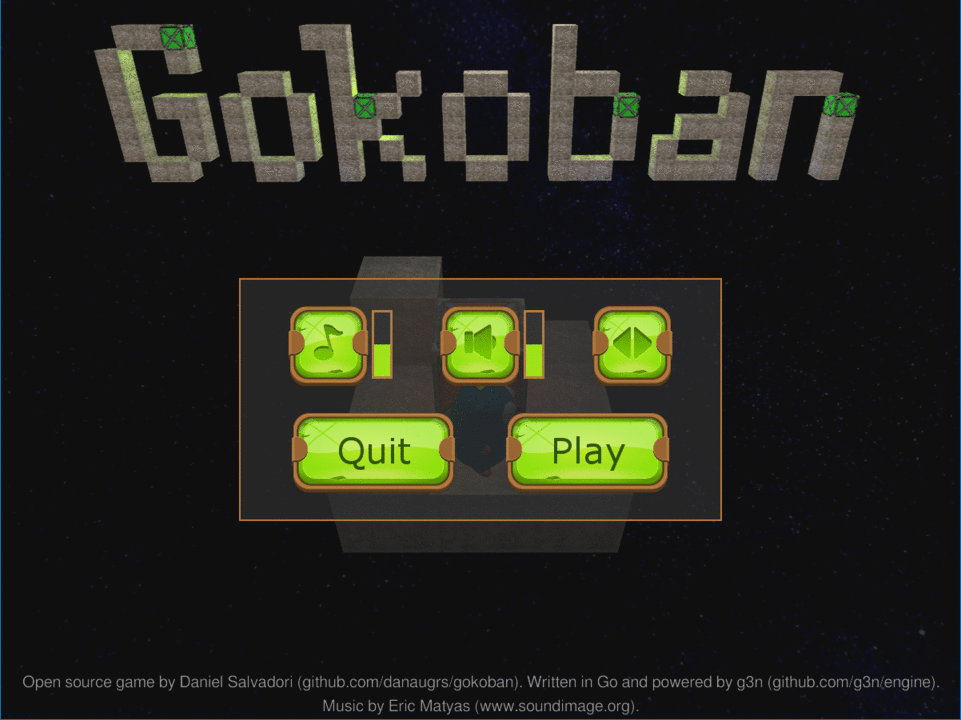 Gokoban
Quit
Play
Open source game by Daniel Salvadori (github.com/danaugrs/gokoban). Written in Go and powered by g3n (github.com/g3n/engine).
Music by Eric Matyas (www.soundimage.org).